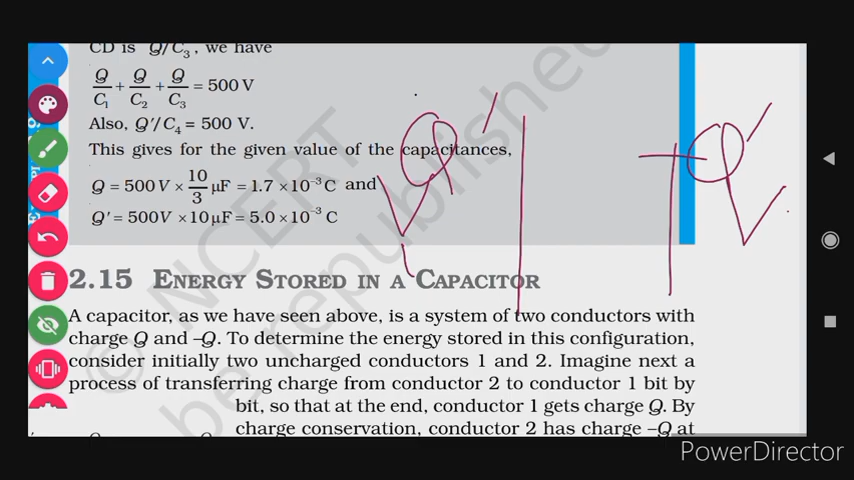 CD is Q/C₃, we have
Q/C₁ + Q/C₂ + Q/C₃ = 500 V
Also, Q′/C₄ = 500 V.
This gives for the given value of the capacitances,
Q = 500 V × 10/3 μF = 1.7 × 10⁻³ C and
Q′ = 500V × 10 μF = 5.0 × 10⁻³ C
Q′
Q′
© NCERT
be republished
2.15 ENERGY STORED IN A CAPACITOR
A capacitor, as we have seen above, is a system of two conductors with
charge Q and –Q. To determine the energy stored in this configuration,
consider initially two uncharged conductors 1 and 2. Imagine next a
process of transferring charge from conductor 2 to conductor 1 bit by
bit, so that at the end, conductor 1 gets charge Q. By
charge conservation, conductor 2 has charge –Q at
PowerDirector